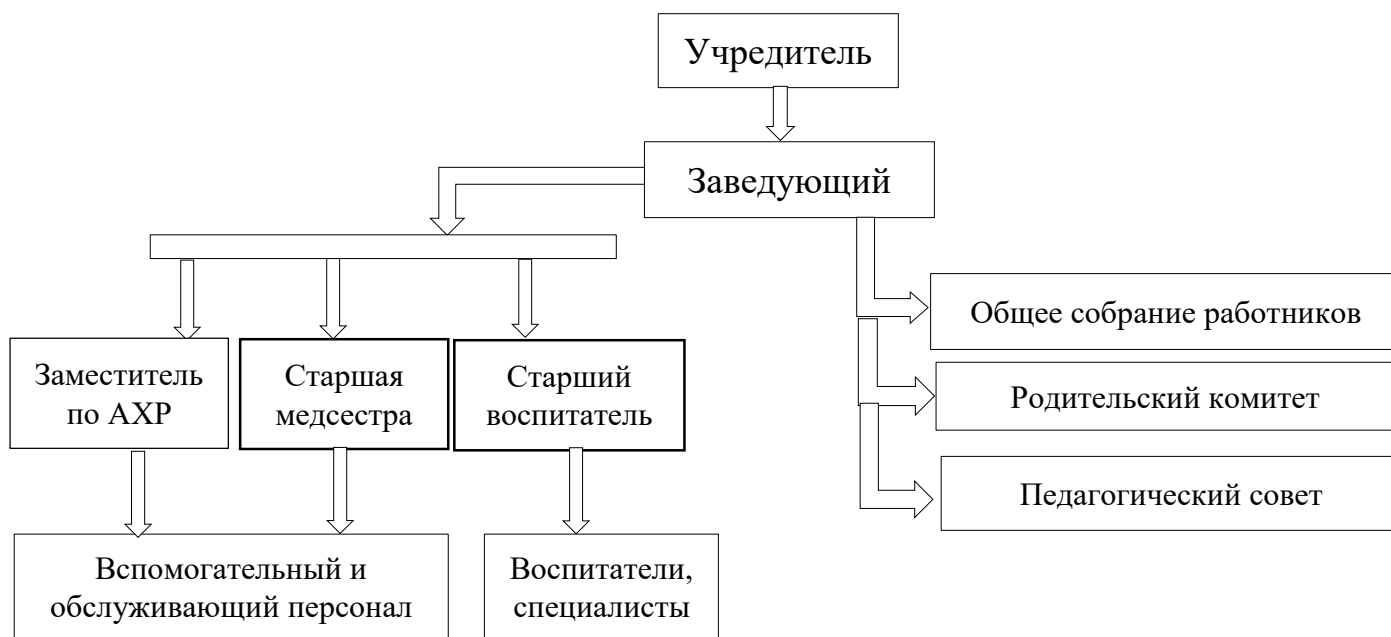 Учредитель
Заведующий
Общее собрание работников
Родительский комитет
Педагогический совет
Заместитель
по АХР
Старшая
медсестра
Старший
воспитатель
Вспомогательный и
обслуживающий персонал
Воспитатели,
специалисты